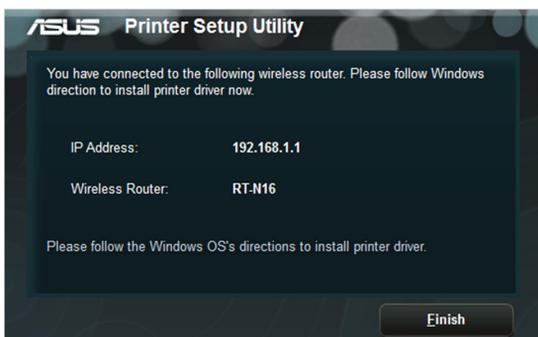 ASUS Printer Setup Utility
You have connected to the following wireless router. Please follow Windows
direction to install printer driver now.
IP Address: 192.168.1.1
Wireless Router: RT-N16
Please follow the Windows OS's directions to install printer driver.
Finish